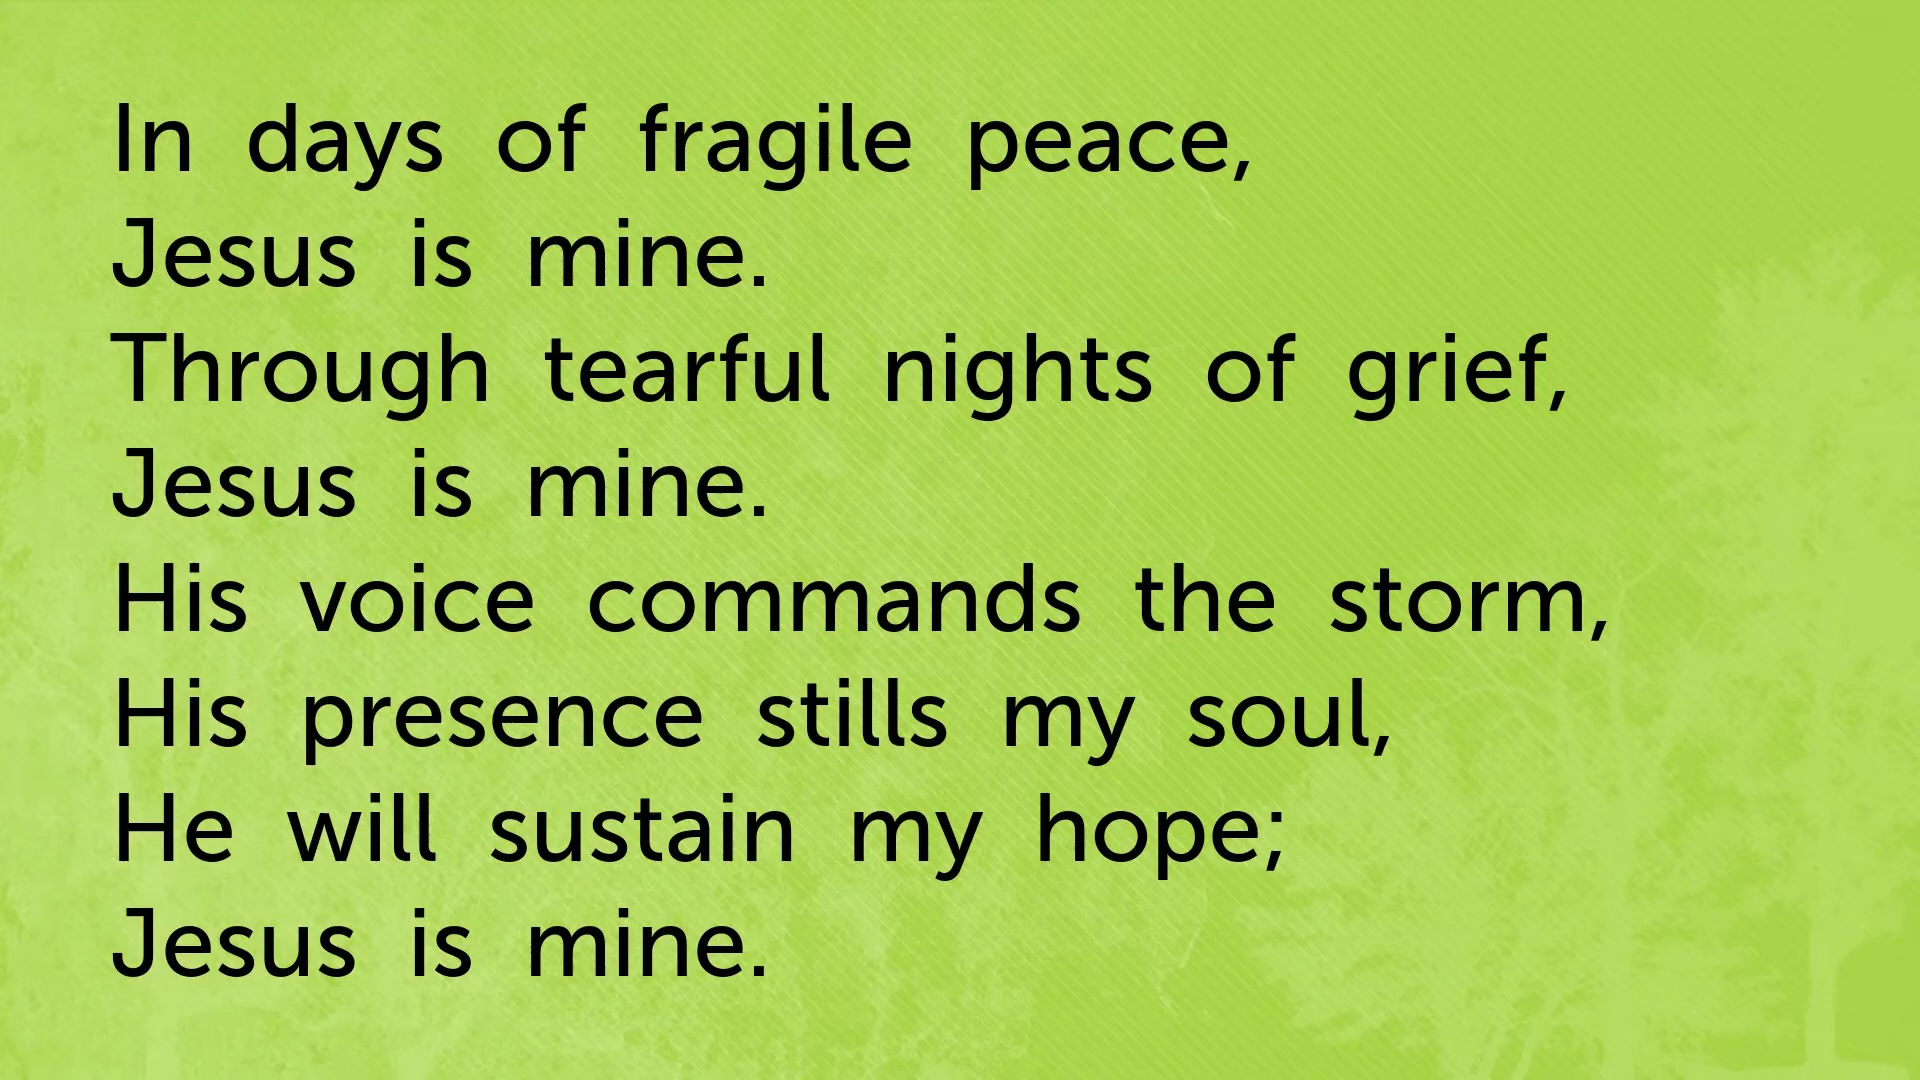 In days of fragile peace,
Jesus is mine.
Through tearful nights of grief,
Jesus is mine.
His voice commands the storm,
His presence stills my soul,
He will sustain my hope;
Jesus is mine.